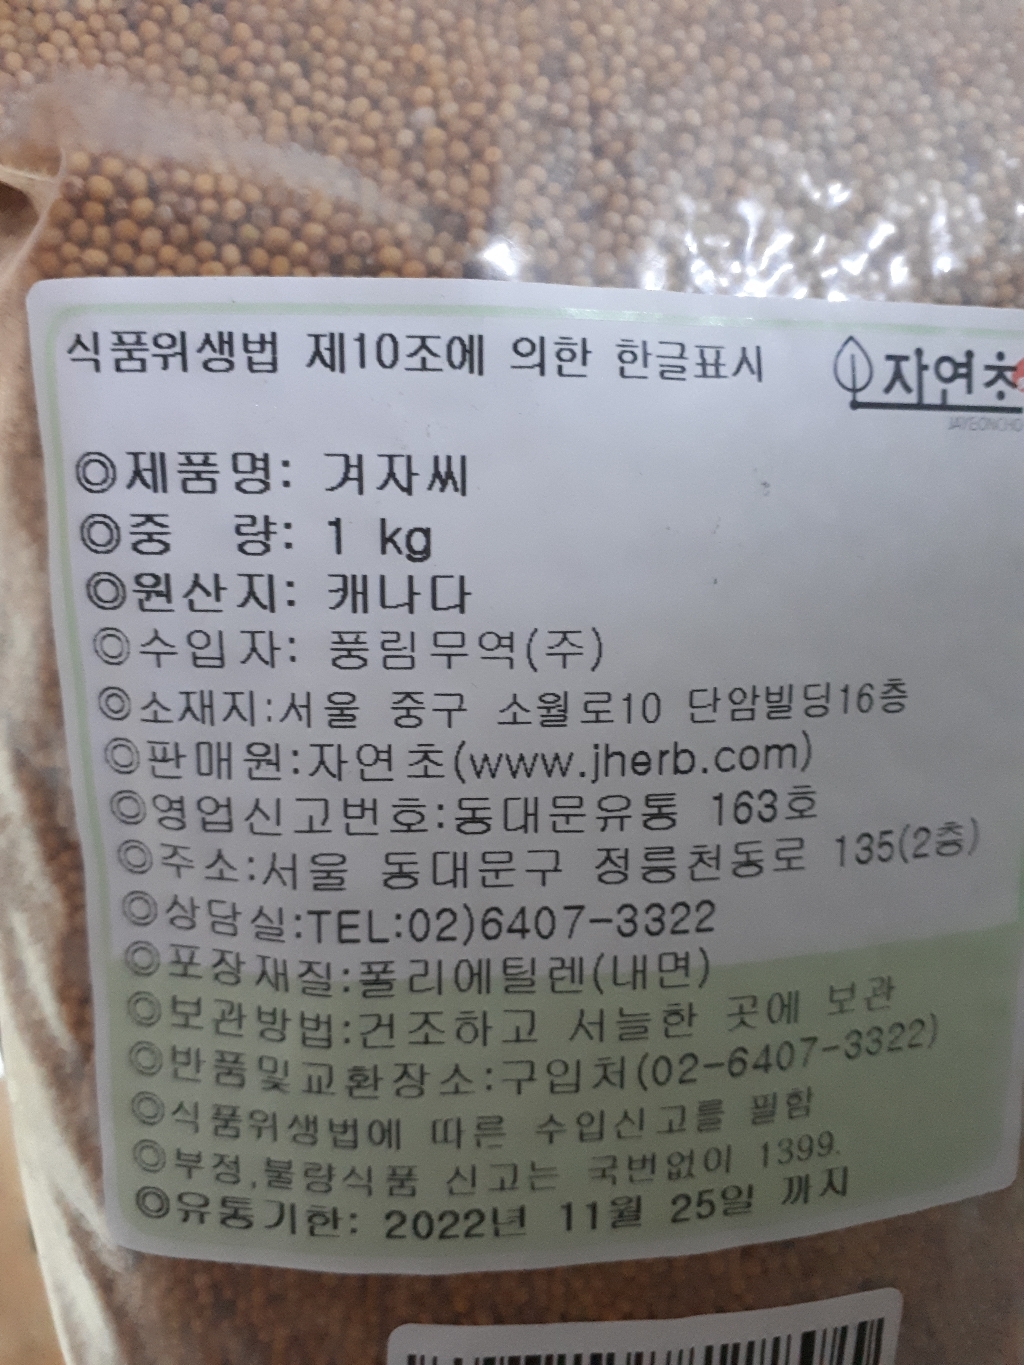 식품위생법 제10조에 의한 한글표시
자연초
JAYEONCHO
◎제품명: 겨자씨
◎중 량: 1 kg
◎원산지: 캐나다
◎수입자: 풍림무역(주)
◎소재지:서울 중구 소월로10 단암빌딩16층
◎판매원:자연초(www.jherb.com)
◎영업신고번호:동대문유통 163호
◎주소:서울 동대문구 정릉천동로 135(2층)
◎상담실:TEL:02)6407-3322
◎포장재질:폴리에틸렌(내면)
◎보관방법:건조하고 서늘한 곳에 보관
◎반품및교환장소:구입처(02-6407-3322)
◎식품위생법에 따른 수입신고를 필함
◎부정,불량식품 신고는 국번없이 1399.
◎유통기한: 2022년 11월 25일 까지